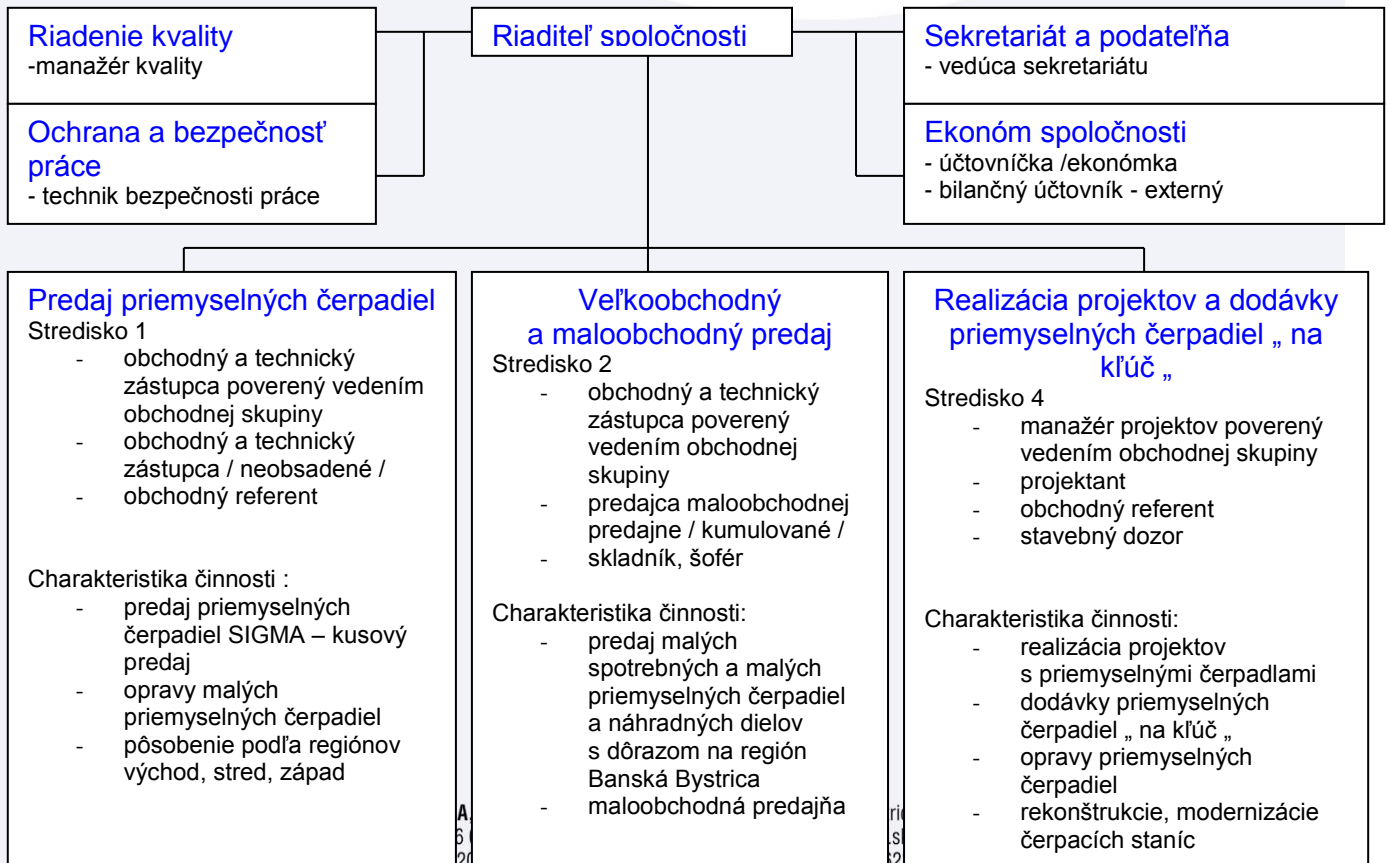 Riadenie kvality
-manažér kvality
Riaditeľ spoločnosti
Sekretariát a podateľňa
- vedúca sekretariátu
Ochrana a bezpečnosť
práce
- technik bezpečnosti práce
Ekonóm spoločnosti
- účtovníčka /ekonómka
- bilančný účtovník - externý
Predaj priemyselných čerpadiel
Stredisko 1
- obchodný a technický
zástupca poverený vedením
obchodnej skupiny
- obchodný a technický
zástupca / neobsadené /
- obchodný referent
Charakteristika činnosti :
- predaj priemyselných
čerpadiel SIGMA – kusový
predaj
- opravy malých
priemyselných čerpadiel
- pôsobenie podľa regiónov
východ, stred, západ
Veľkoobchodný
a maloobchodný predaj
Stredisko 2
- obchodný a technický
zástupca poverený
vedením obchodnej
skupiny
- predajca maloobchodnej
predajne / kumulované /
- skladník, šofér
Charakteristika činnosti:
- predaj malých
spotrebných a malých
priemyselných čerpadiel
a náhradných dielov
s dôrazom na región
Banská Bystrica
- maloobchodná predajňa
Realizácia projektov a dodávky
priemyselných čerpadiel „ na
kľúč „
Stredisko 4
- manažér projektov poverený
vedením obchodnej skupiny
- projektant
- obchodný referent
- stavebný dozor
Charakteristika činnosti:
- realizácia projektov
s priemyselnými čerpadlami
- dodávky priemyselných
čerpadiel „ na kľúč „
- opravy priemyselných
čerpadiel
- rekonštrukcie, modernizácie
čerpacích staníc